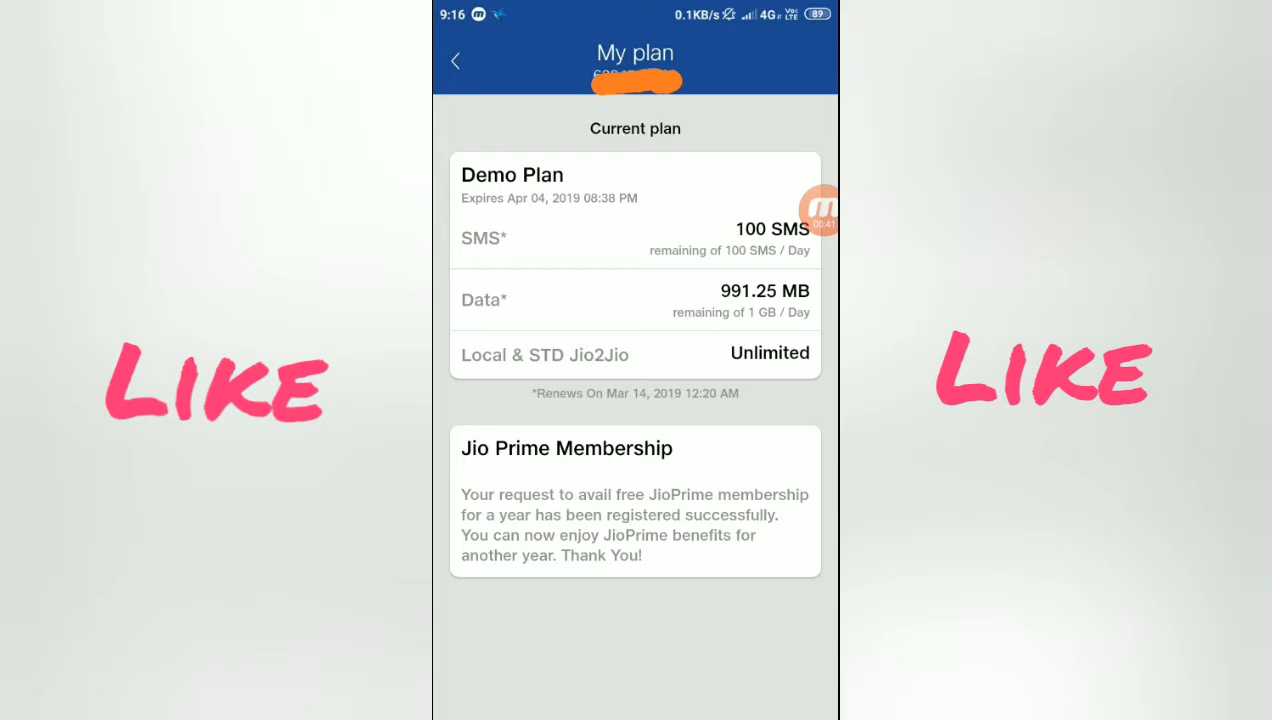 9:16
0.1KB/s 4G VoLTE 89
My plan
Current plan
Demo Plan
Expires Apr 04, 2019 08:38 PM
SMS*
100 SMS
remaining of 100 SMS / Day
00:41
Data*
991.25 MB
remaining of 1 GB / Day
Local & STD Jio2Jio
Unlimited
*Renews On Mar 14, 2019 12:20 AM
Jio Prime Membership
Your request to avail free JioPrime membership
for a year has been registered successfully.
You can now enjoy JioPrime benefits for
another year. Thank You!
LIKE
LIKE